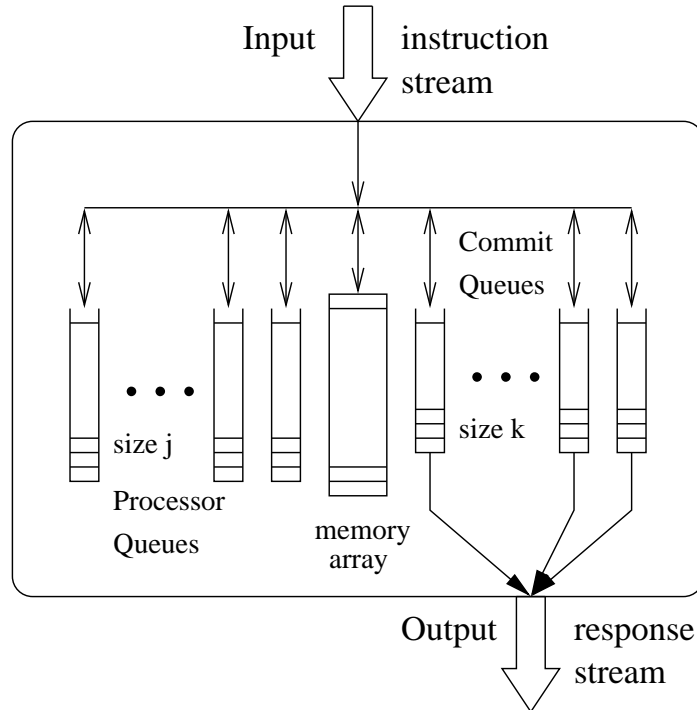 Input instruction
stream
Commit
Queues
size j
size k
Processor
Queues
memory
array
Output response
stream